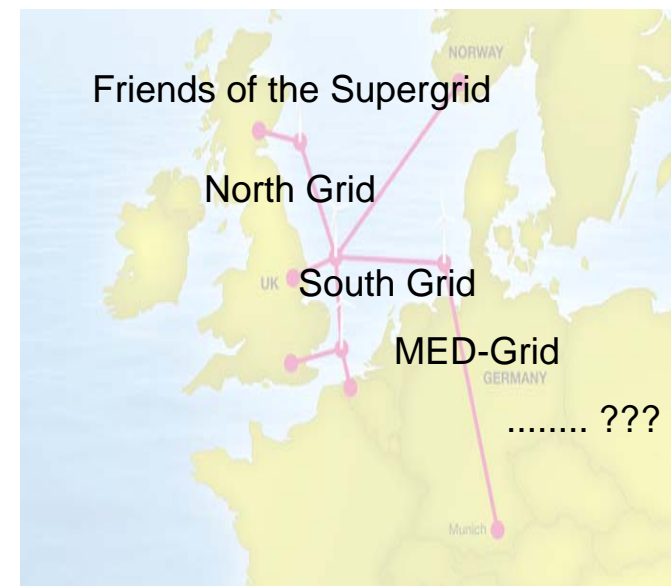 NORWAY
Friends of the Supergrid
North Grid
UK
South Grid
MED-Grid
GERMANY
........ ???
Munich